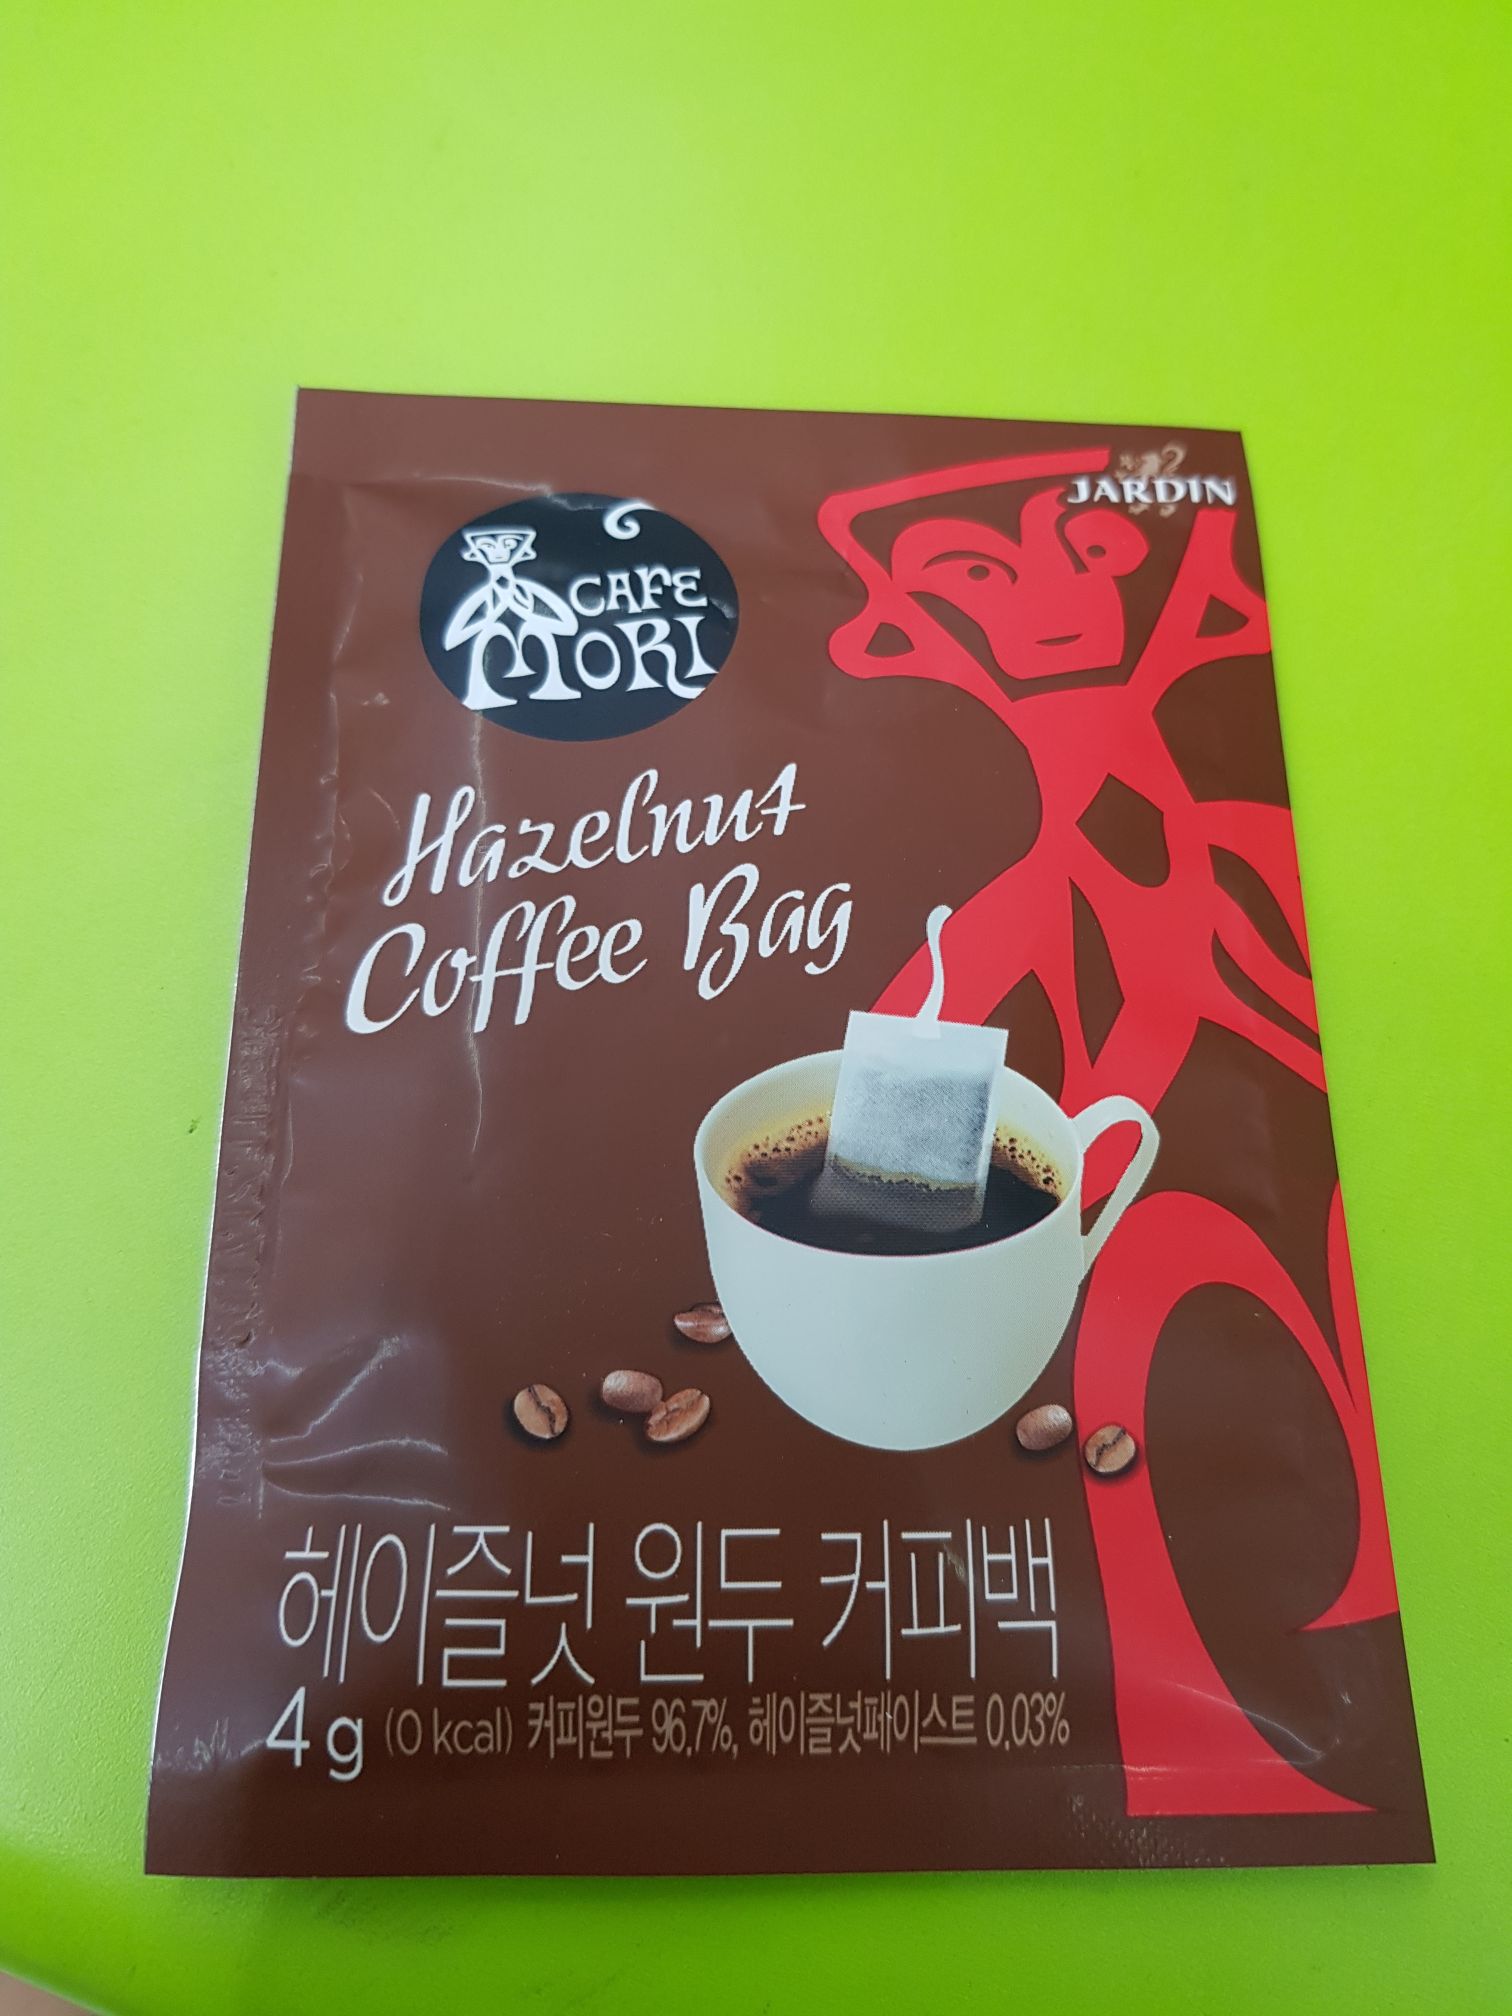 JARDIN
CAFE
MORI
Hazelnut
Coffee Bag
헤이즐넛 원두 커피백
4g (0 kcal) 커피원두 96.7%, 헤이즐넛페이스트 0.03%